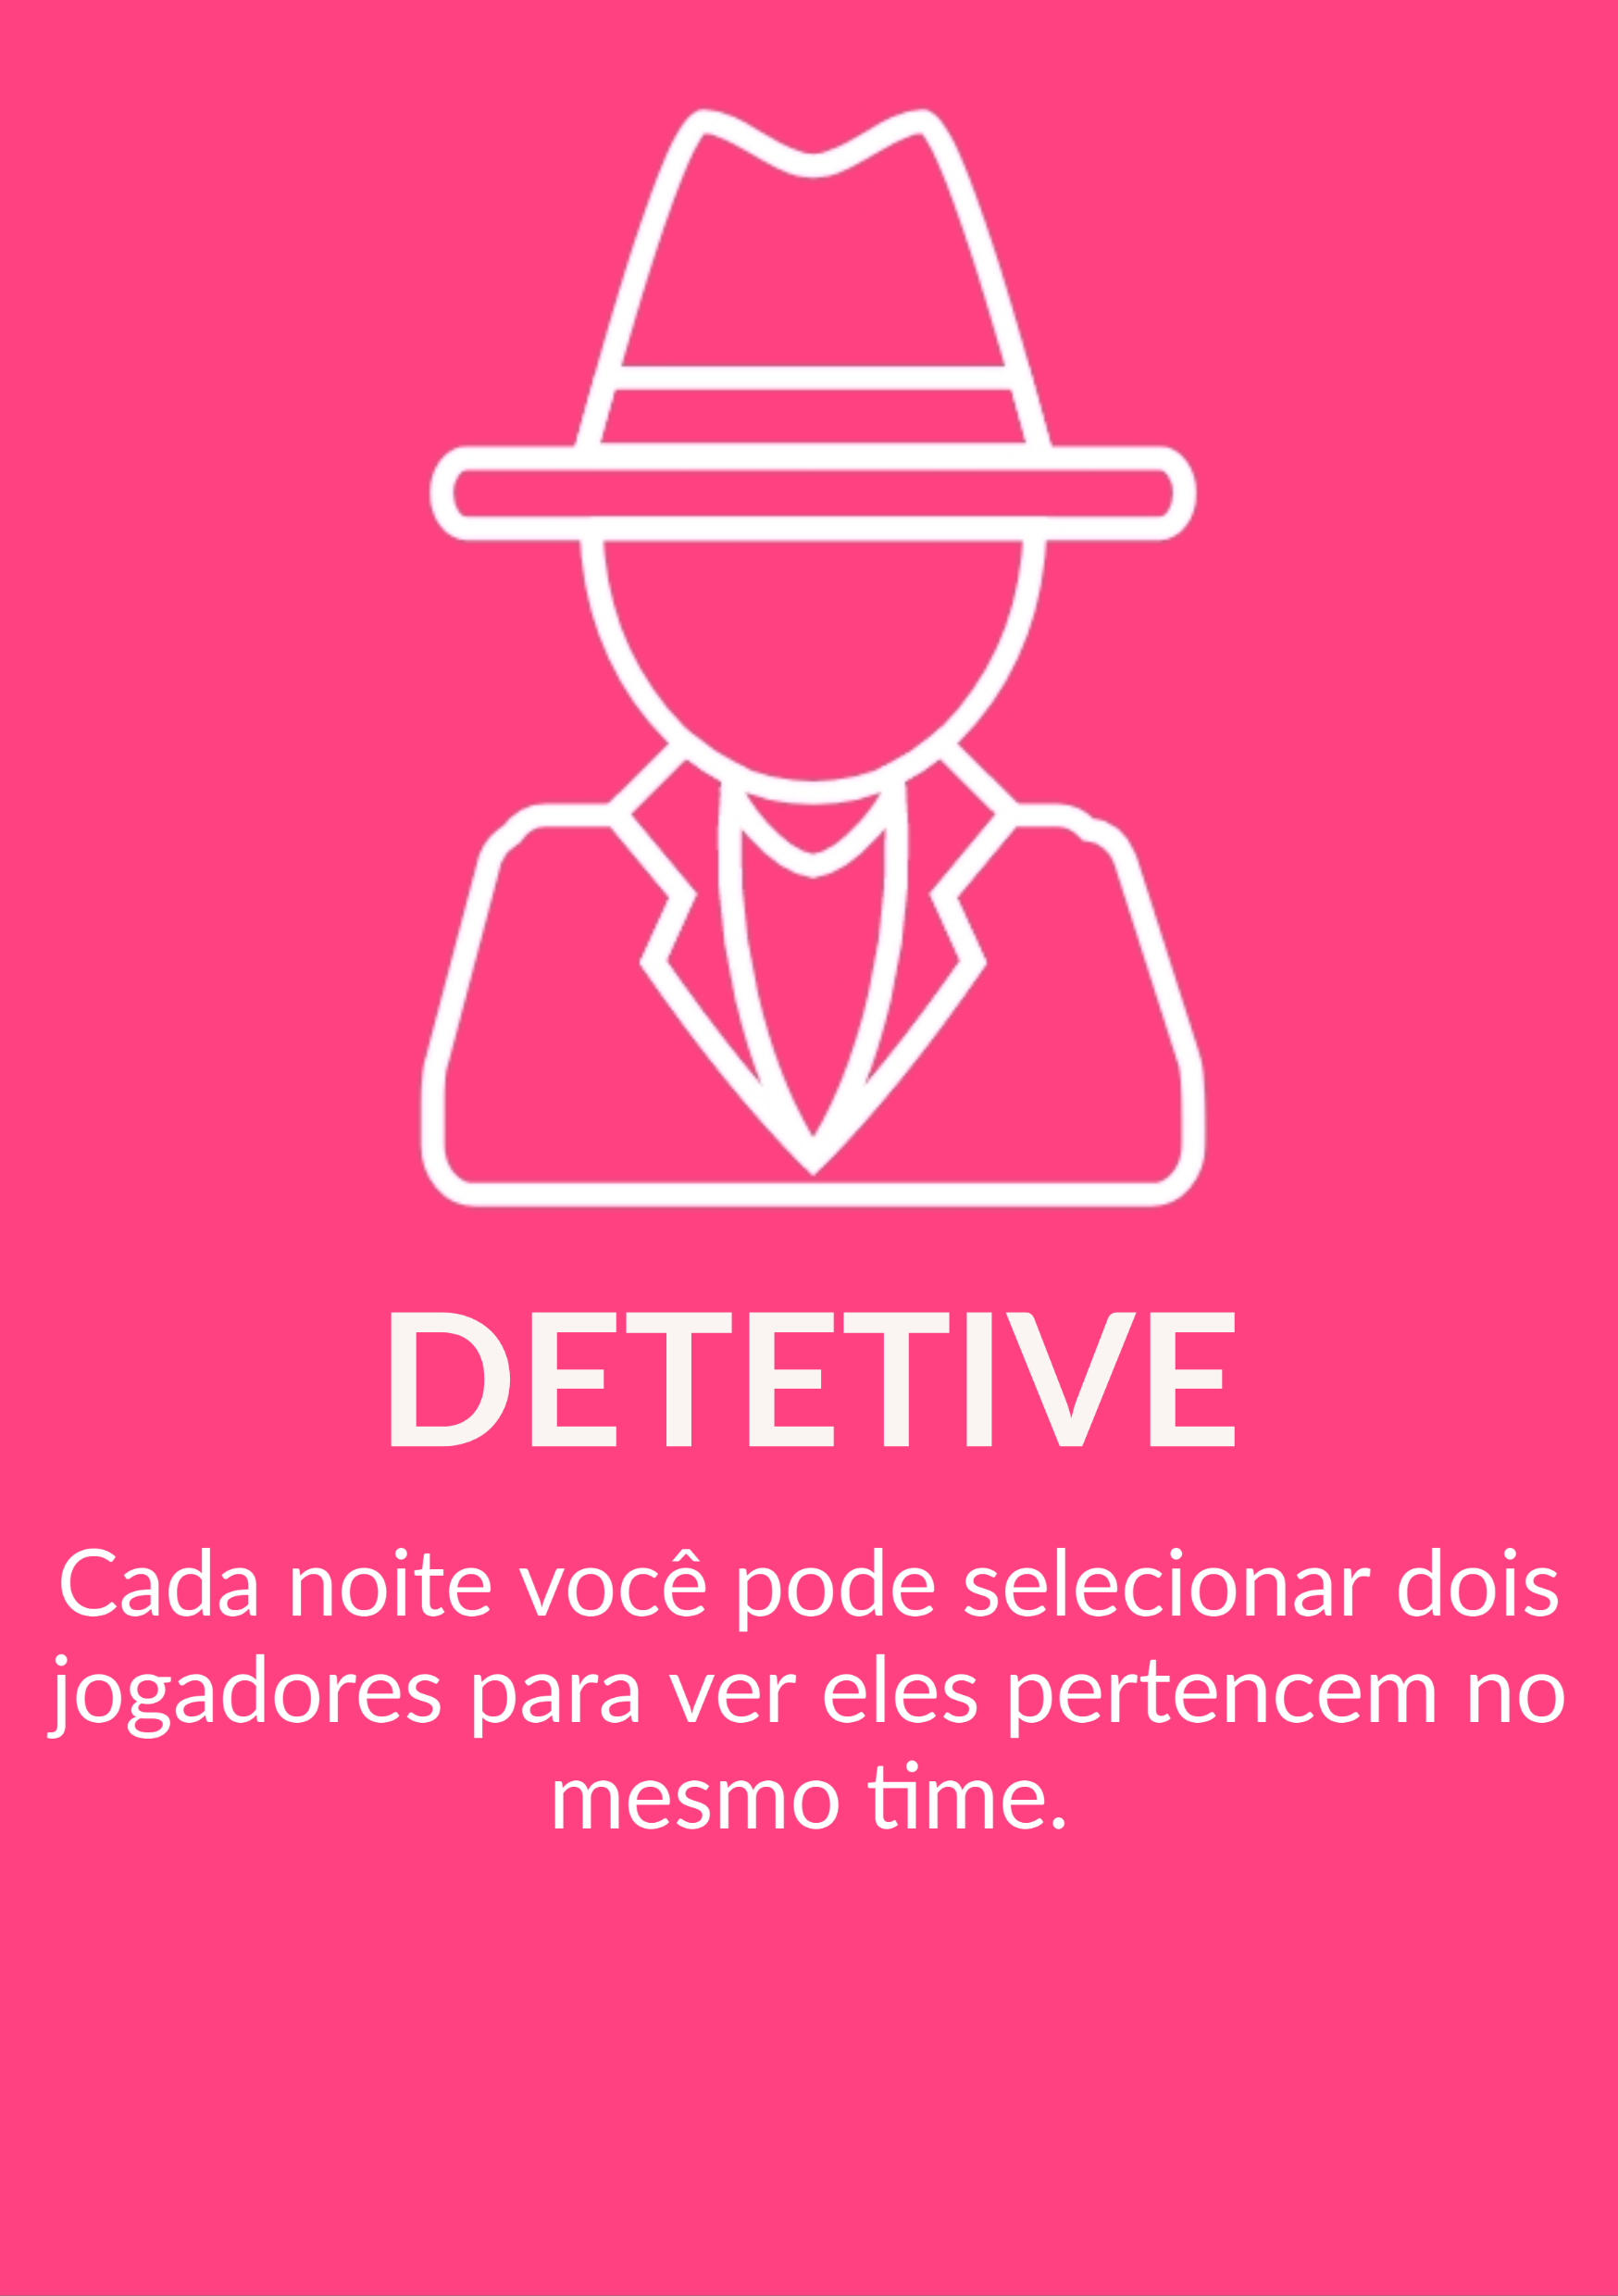 DETETIVE
Cada noite você pode selecionar dois
jogadores para ver eles pertencem no
mesmo time.